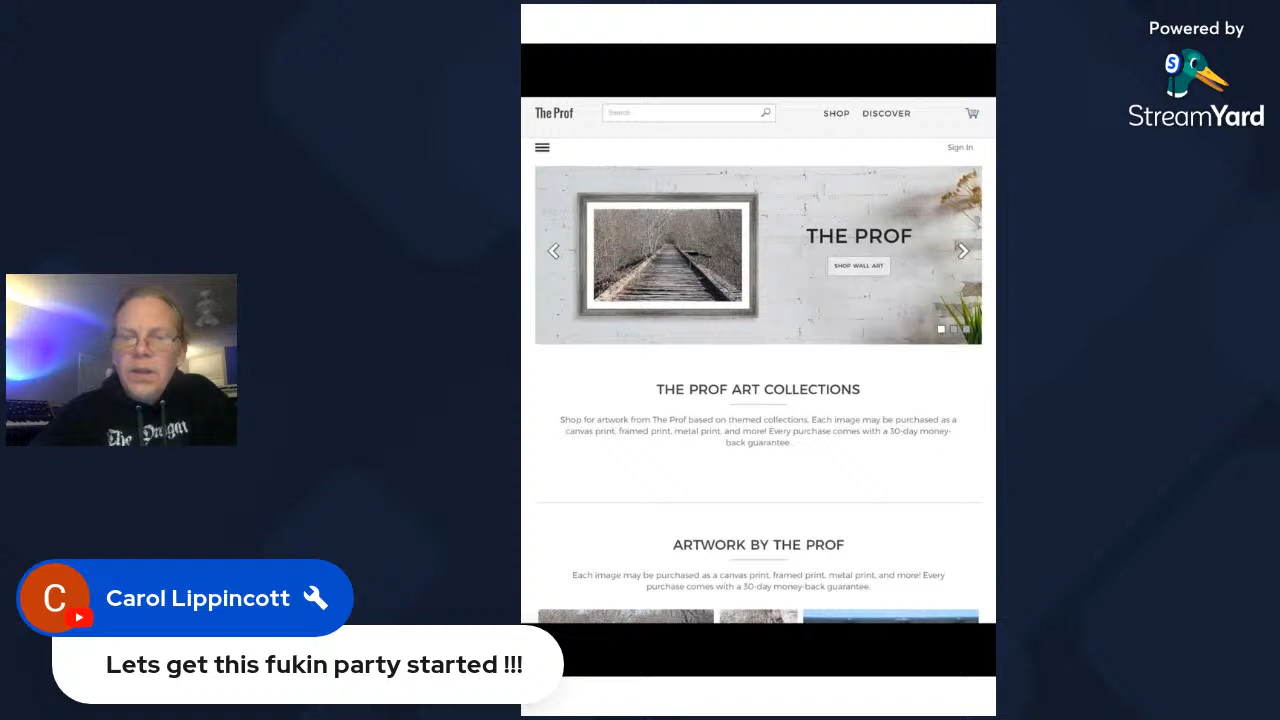 Powered by
StreamYard
The Prof
Search
SHOP
DISCOVER
Sign In
THE PROF
SHOP WALL ART
THE PROF ART COLLECTIONS
Shop for artwork from The Prof based on themed collections. Each image may be purchased as a
canvas print, framed print, metal print, and more! Every purchase comes with a 30-day money-
back guarantee.
ARTWORK BY THE PROF
Each image may be purchased as a canvas print, framed print, metal print, and more! Every
purchase comes with a 30-day money-back guarantee.
The Dragon
C
Carol Lippincott
Lets get this fukin party started !!!